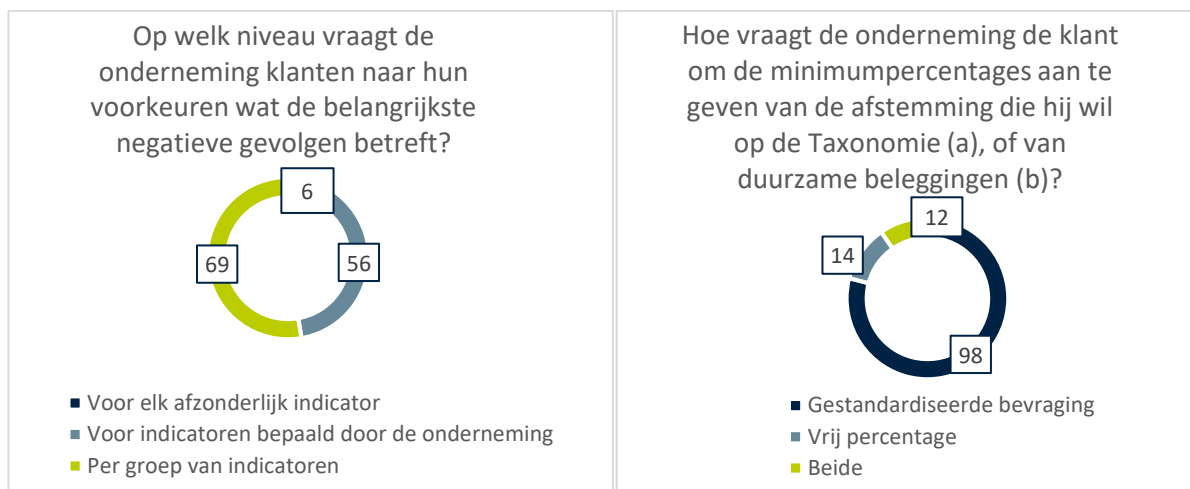 Op welk niveau vraagt de
onderneming klanten naar hun
voorkeuren wat de belangrijkste
negatieve gevolgen betreft?
6
69
56
■ Voor elk afzonderlijk indicator
■ Voor indicatoren bepaald door de onderneming
■ Per groep van indicatoren
Hoe vraagt de onderneming de klant
om de minimumpercentages aan te
geven van de afstemming die hij wil
op de Taxonomie (a), of van
duurzame beleggingen (b)?
12
14
98
■ Gestandardiseerde bevraging
■ Vrij percentage
■ Beide